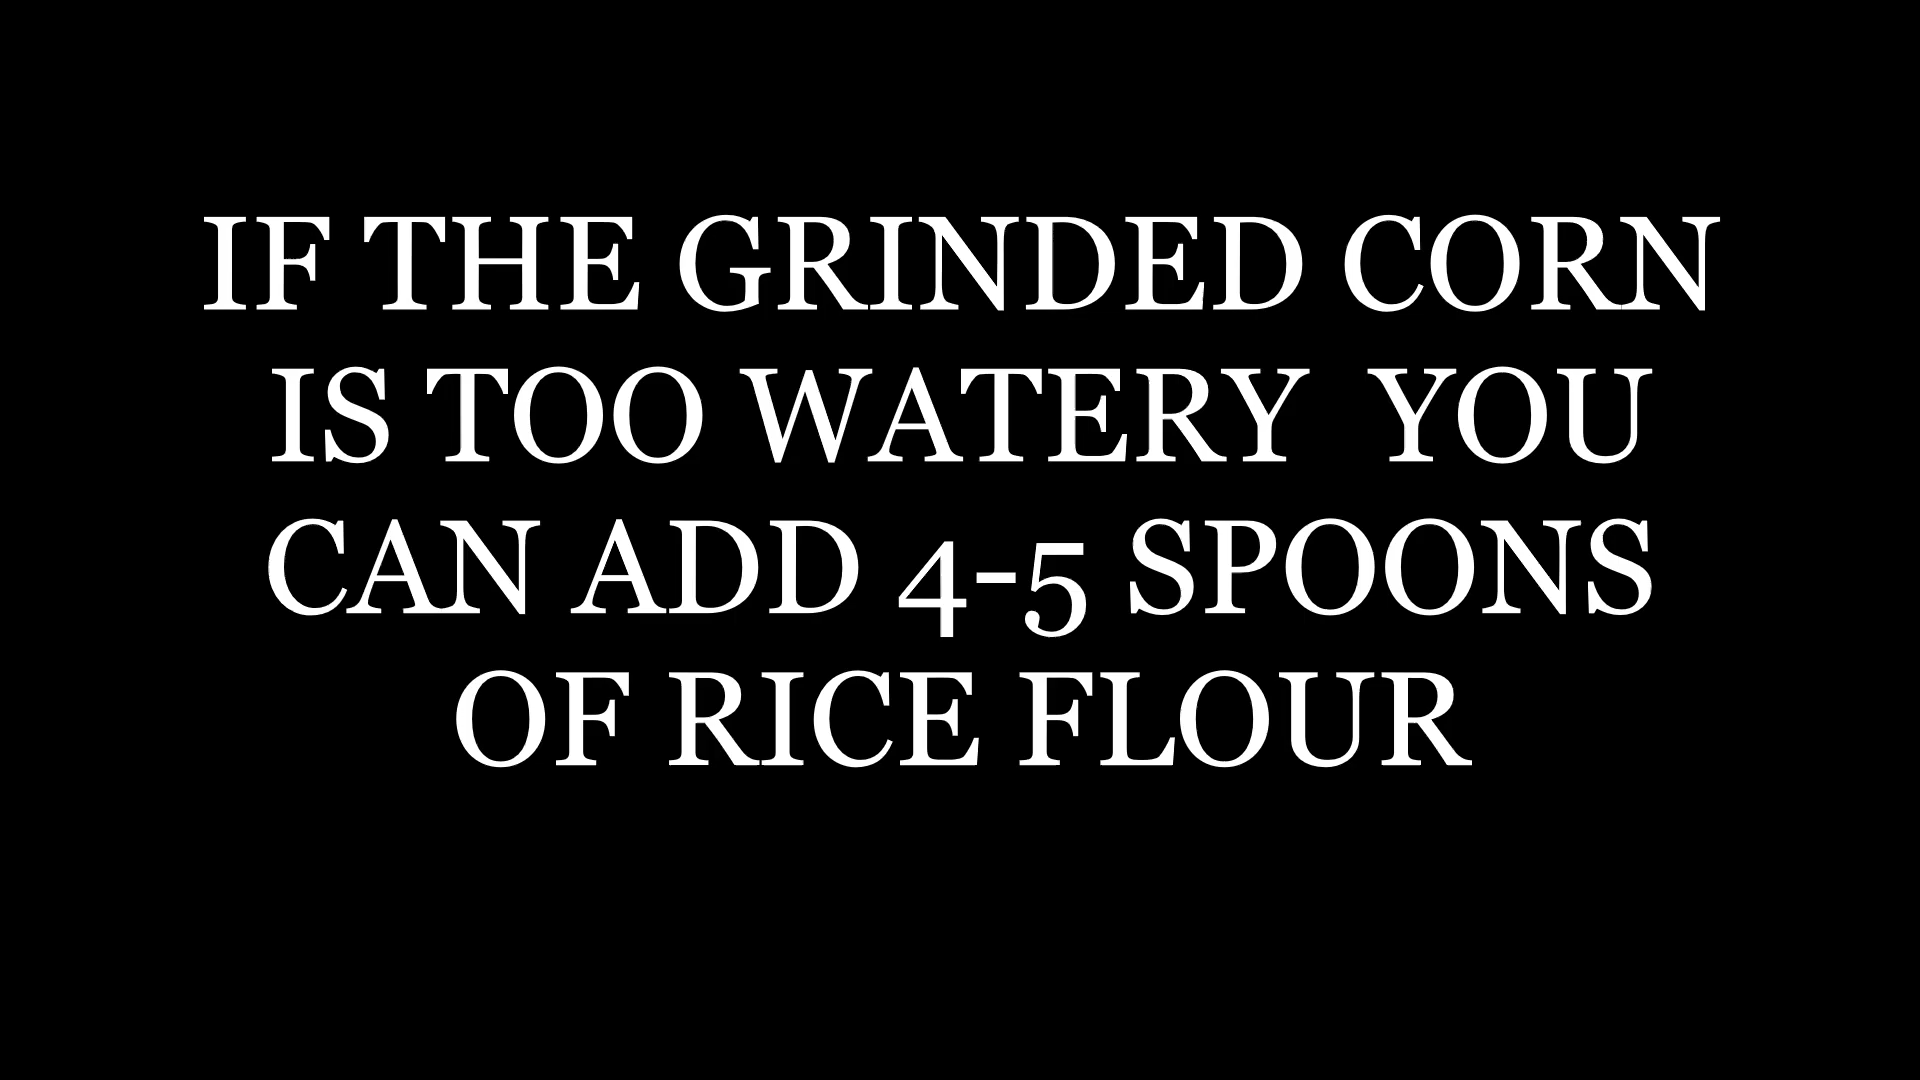 IF THE GRINDED CORN
IS TOO WATERY  YOU
CAN ADD 4-5 SPOONS
OF RICE FLOUR